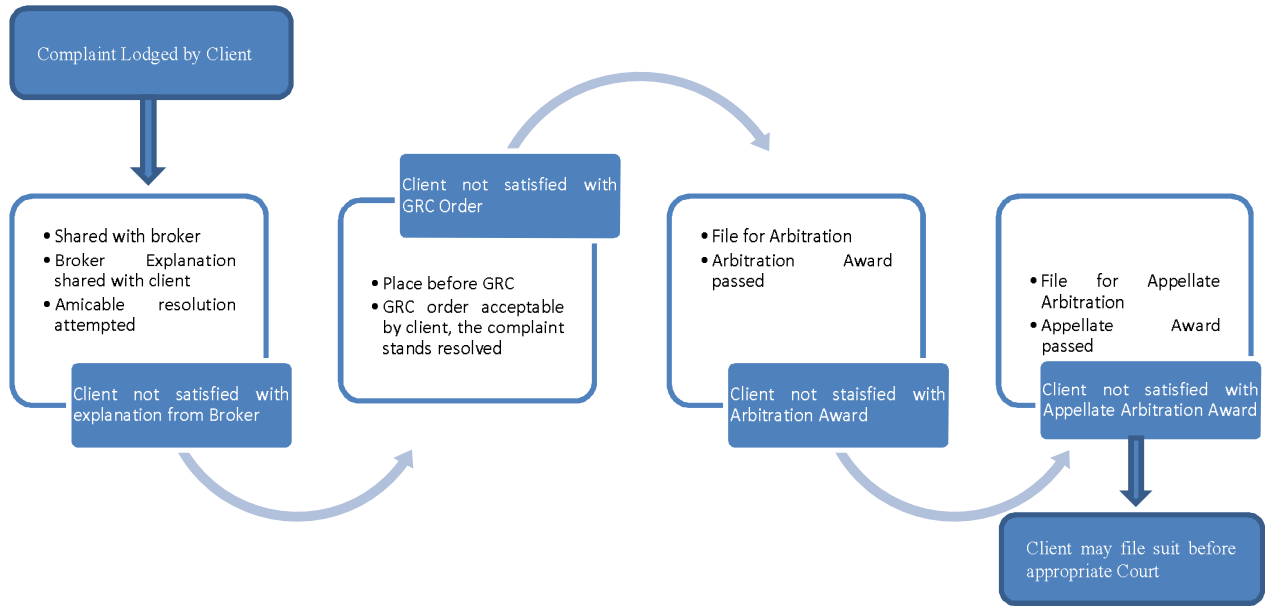 Complaint Lodged by Client
• Shared with broker
• Broker Explanation
shared with client
• Amicable resolution
attempted
Client not satisfied with
explanation from Broker
Client not satisfied with
GRC Order
• Place before GRC
• GRC order acceptable
by client, the complaint
stands resolved
• File for Arbitration
• Arbitration Award
passed
Client not staisfied with
Arbitration Award
• File for Appellate
Arbitration
• Appellate Award
passed
Client not satisfied with
Appellate Arbitration Award
Client may file suit before
appropriate Court